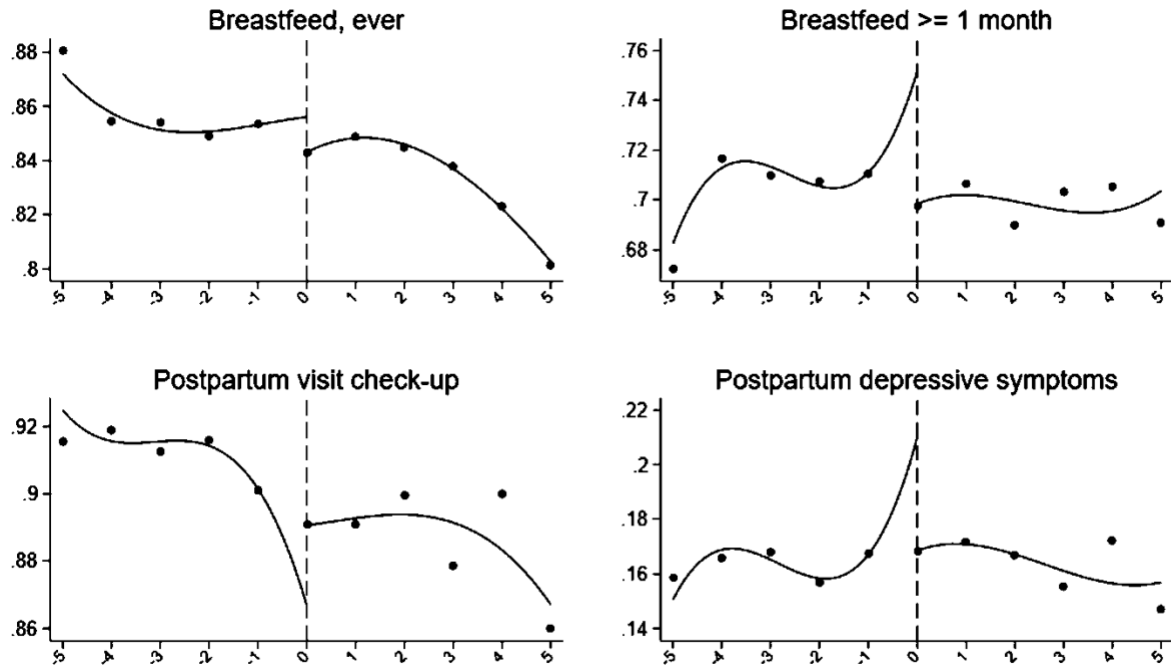 Breastfeed, ever
.88
.86
.84
.82
.8
-5 -4 -3 -2 -1 0 1 2 3 4 5
Breastfeed >= 1 month
.76
.74
.72
.7
.68
-5 -4 -3 -2 -1 0 1 2 3 4 5
Postpartum visit check-up
.92
.9
.88
.86
-5 -4 -3 -2 -1 0 1 2 3 4 5
Postpartum depressive symptoms
.22
.2
.18
.16
.14
-5 -4 -3 -2 -1 0 1 2 3 4 5